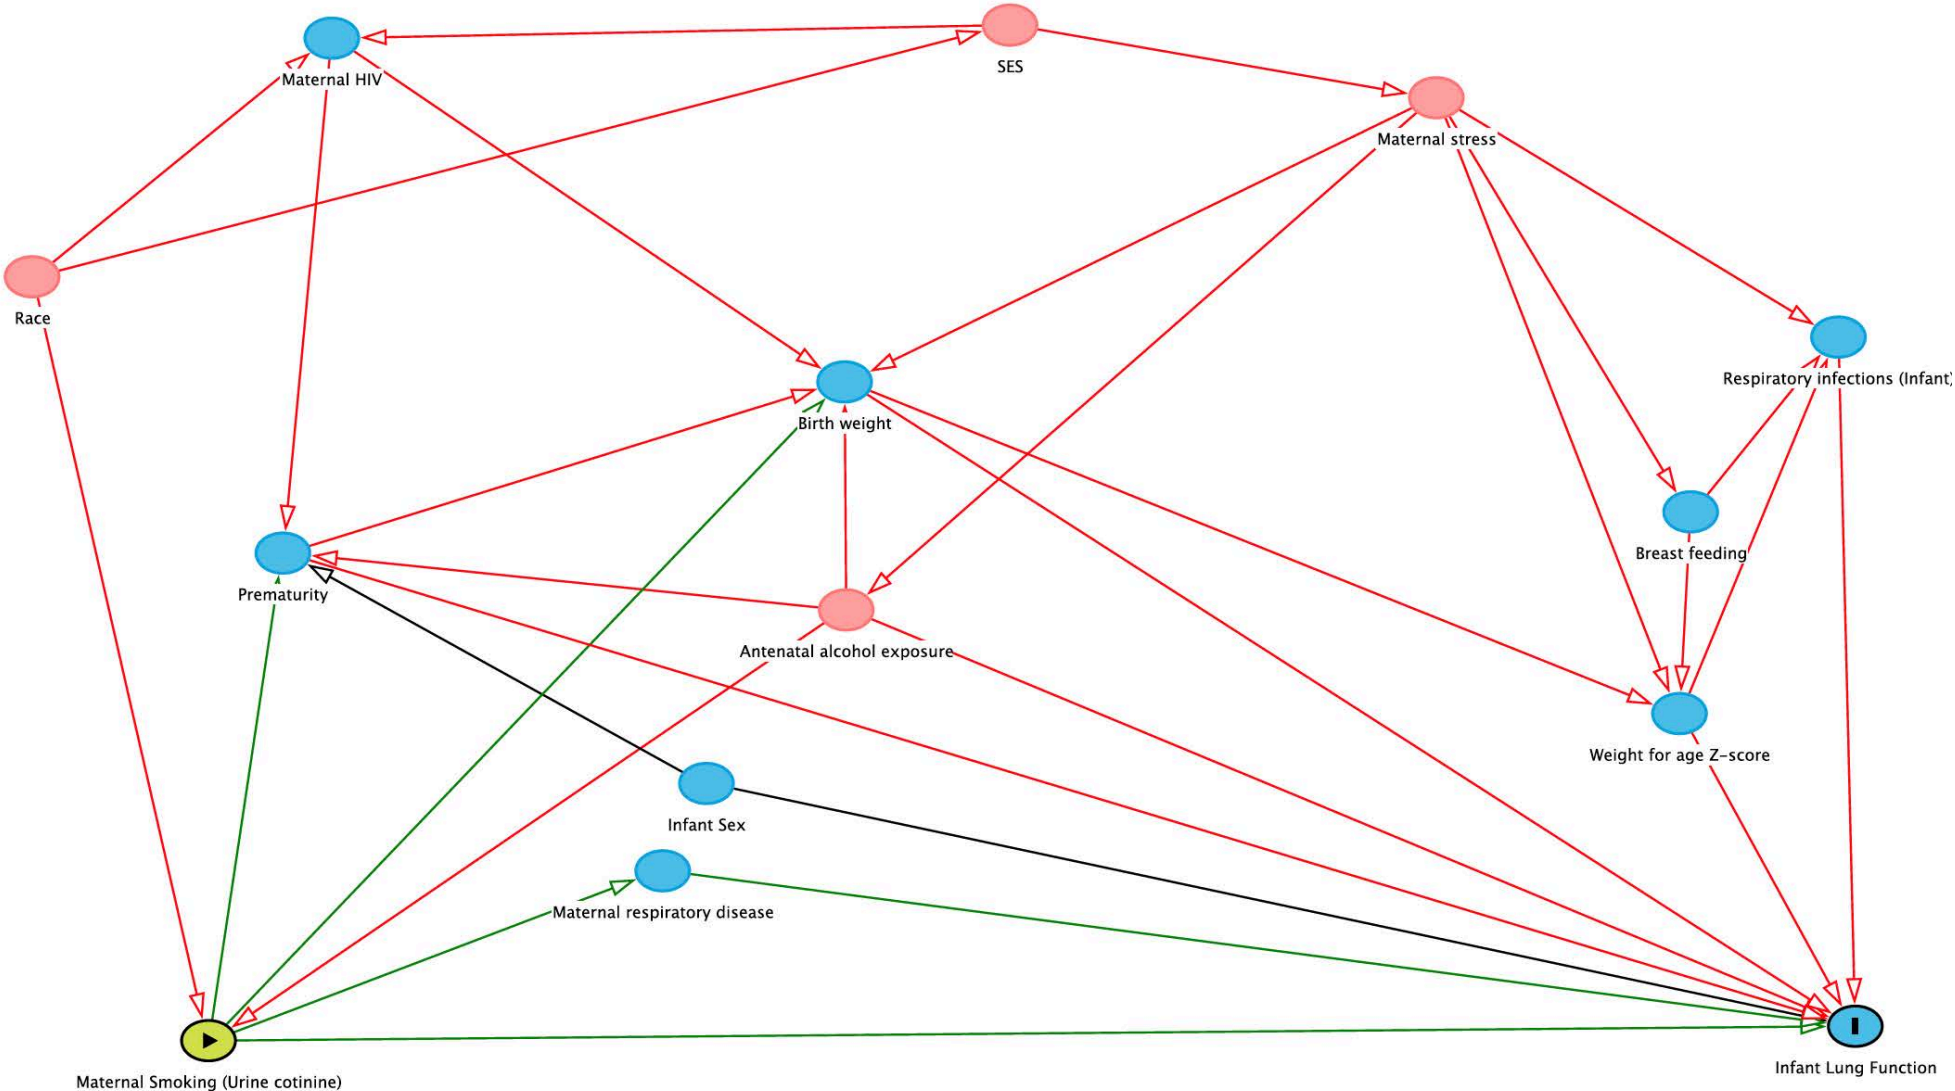 SES
Maternal HIV
Maternal stress
Race
Respiratory infections (Infant)
Birth weight
Breast feeding
Prematurity
Antenatal alcohol exposure
Weight for age Z-score
Infant Sex
Maternal respiratory disease
Infant Lung Function
Maternal Smoking (Urine cotinine)